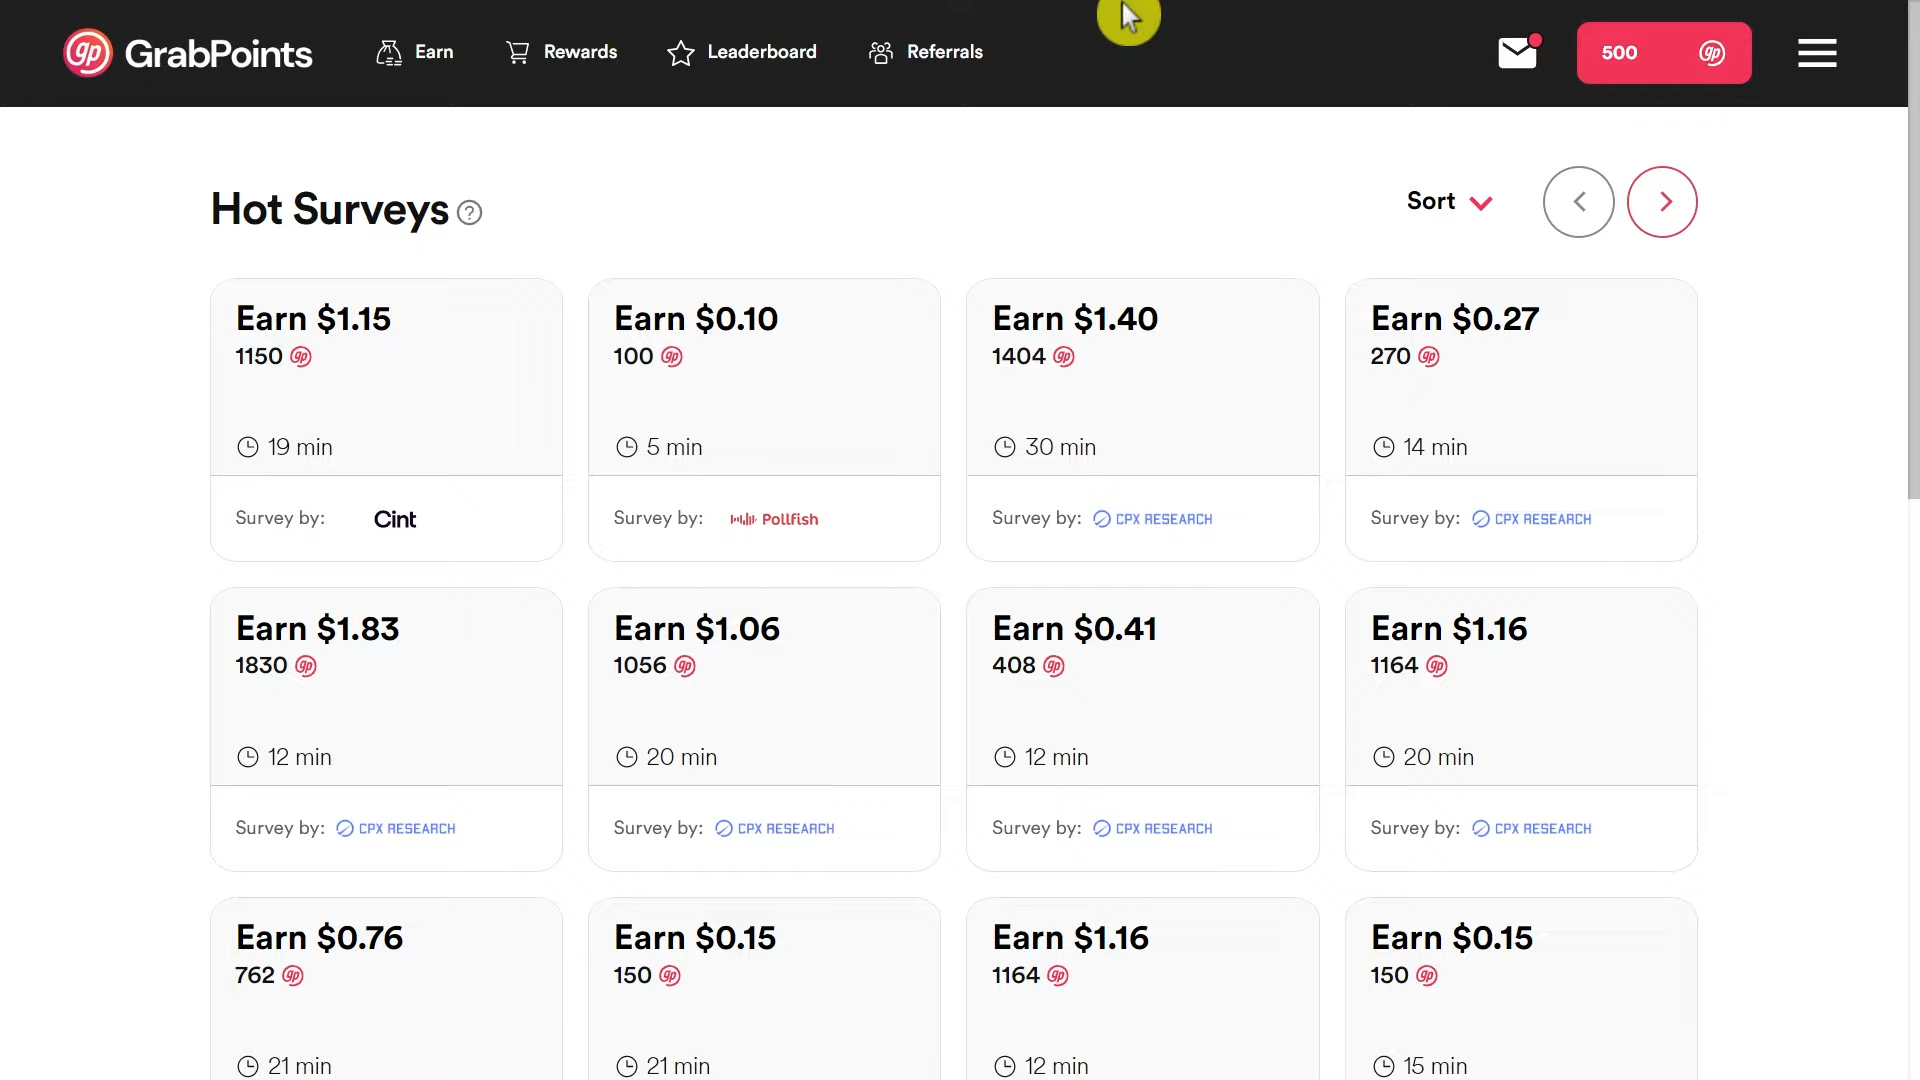 GrabPoints
Earn
Rewards
Leaderboard
Referrals
500
Hot Surveys
Sort
Earn $1.15
1150
19 min
Survey by: Cint
Earn $0.10
100
5 min
Survey by: Pollfish
Earn $1.40
1404
30 min
Survey by: CPX RESEARCH
Earn $0.27
270
14 min
Survey by: CPX RESEARCH
Earn $1.83
1830
12 min
Survey by: CPX RESEARCH
Earn $1.06
1056
20 min
Survey by: CPX RESEARCH
Earn $0.41
408
12 min
Survey by: CPX RESEARCH
Earn $1.16
1164
20 min
Survey by: CPX RESEARCH
Earn $0.76
762
21 min
Earn $0.15
150
21 min
Earn $1.16
1164
12 min
Earn $0.15
150
15 min